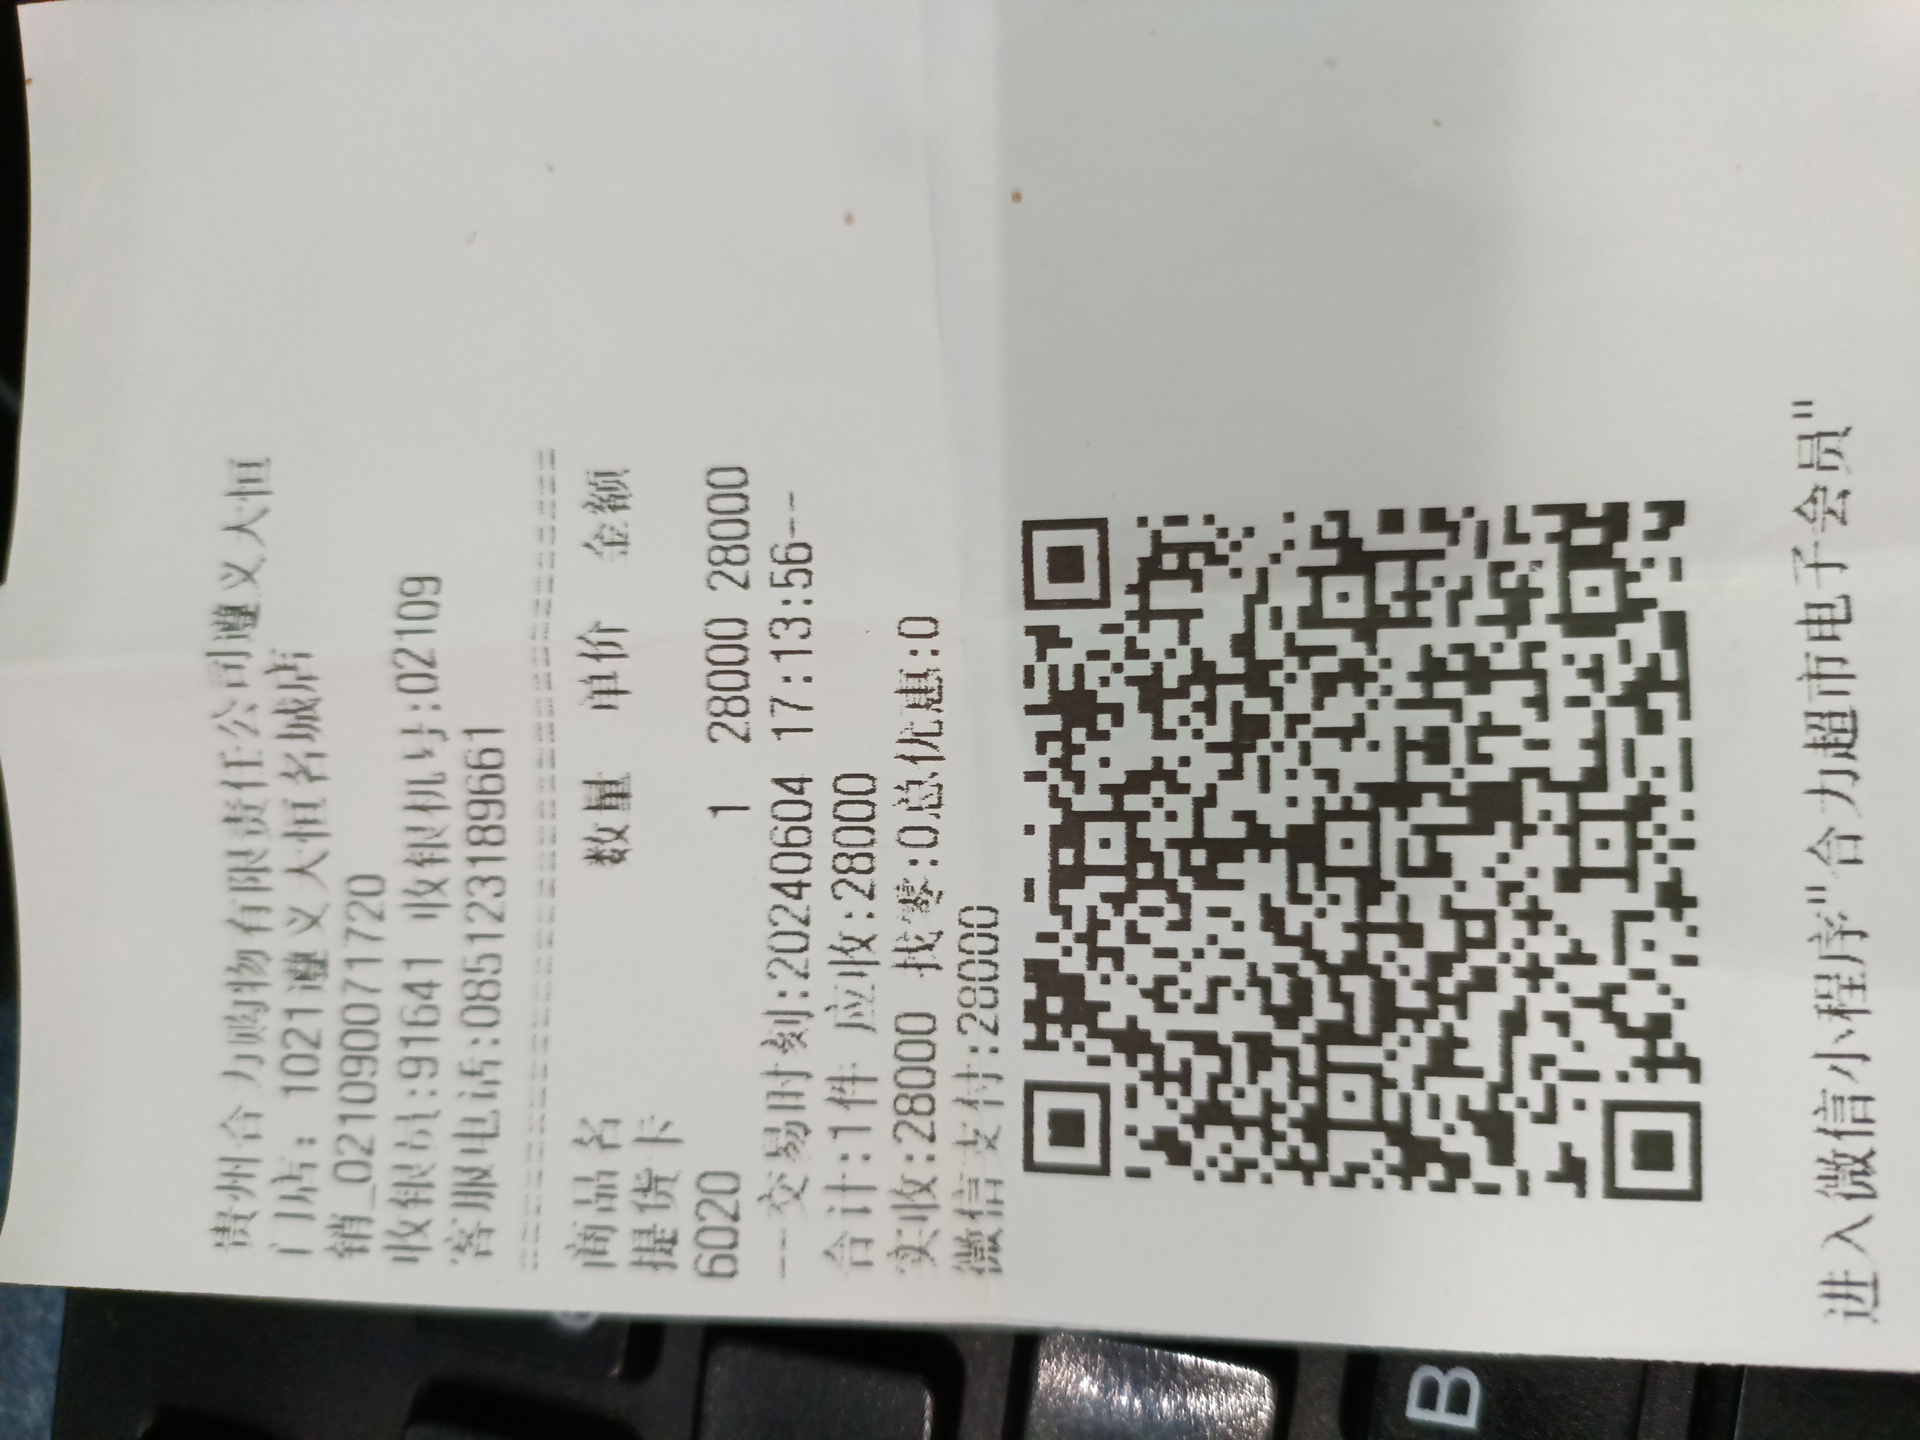 贵州合力购物有限责任公司遵义大恒
门店: 1021遵义大恒名城店
销_021090071720
收银员:91641 收银机号:02109
客服电话:085123189661
商品名 数量 单价 金额
提货卡
6020 1 28000 28000
---交易时刻:20240604 17:13:56--
合计:1件 应收:28000
实收:28000 找零:0总优惠:0
微信支付:28000
进入微信小程序"合力超市电子会员"
B